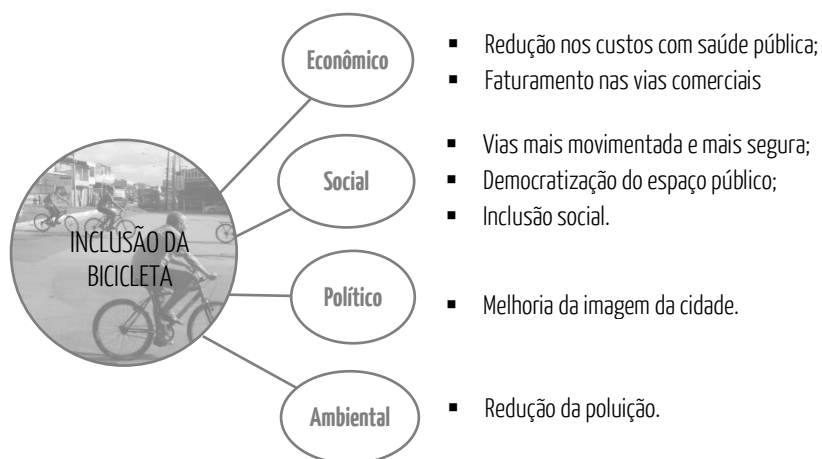 INCLUSÃO DA
BICICLETA
Econômico
▪ Redução nos custos com saúde pública;
▪ Faturamento nas vias comerciais
Social
▪ Vias mais movimentada e mais segura;
▪ Democratização do espaço público;
▪ Inclusão social.
Político
▪ Melhoria da imagem da cidade.
Ambiental
▪ Redução da poluição.